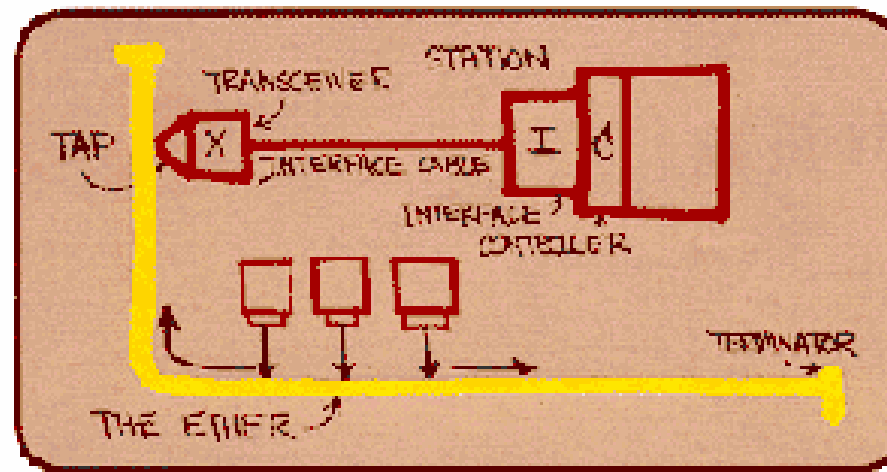 STATION
TRANSCEIVER
TAP
X
I
C
INTERFACE CABLE
INTERFACE
CONTROLLER
TERMINATOR
THE ETHER